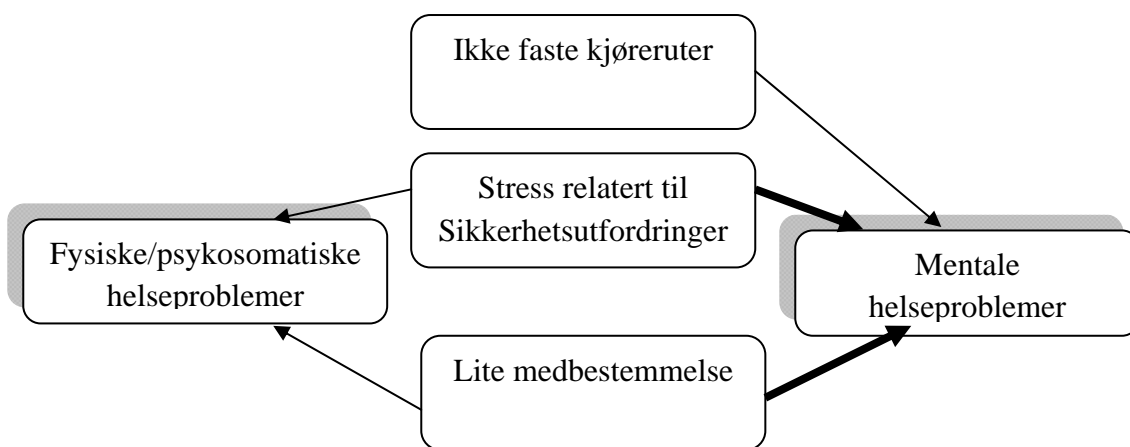 Ikke faste kjøreruter
Stress relatert til
Sikkerhetsutfordringer
Fysiske/psykosomatiske
helseproblemer
Mentale
helseproblemer
Lite medbestemmelse